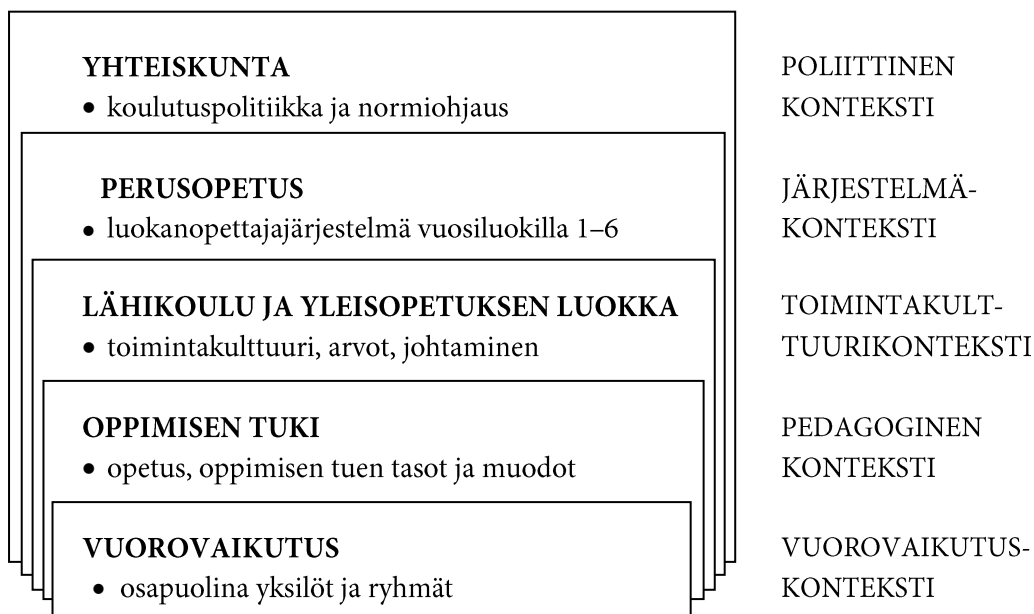 YHTEISKUNTA
• koulutuspolitiikka ja normiohjaus
POLIITTINEN
KONTEKSTI
PERUSOPETUS
• luokanopettajajärjestelmä vuosiluokilla 1–6
JÄRJESTELMÄ-
KONTEKSTI
LÄHIKOULU JA YLEISOPETUKSEN LUOKKA
• toimintakulttuuri, arvot, johtaminen
TOIMINTAKULT-
TUURIKONTEKSTI
OPPIMISEN TUKI
• opetus, oppimisen tuen tasot ja muodot
PEDAGOGINEN
KONTEKSTI
VUOROVAIKUTUS
• osapuolina yksilöt ja ryhmät
VUOROVAIKUTUS-
KONTEKSTI